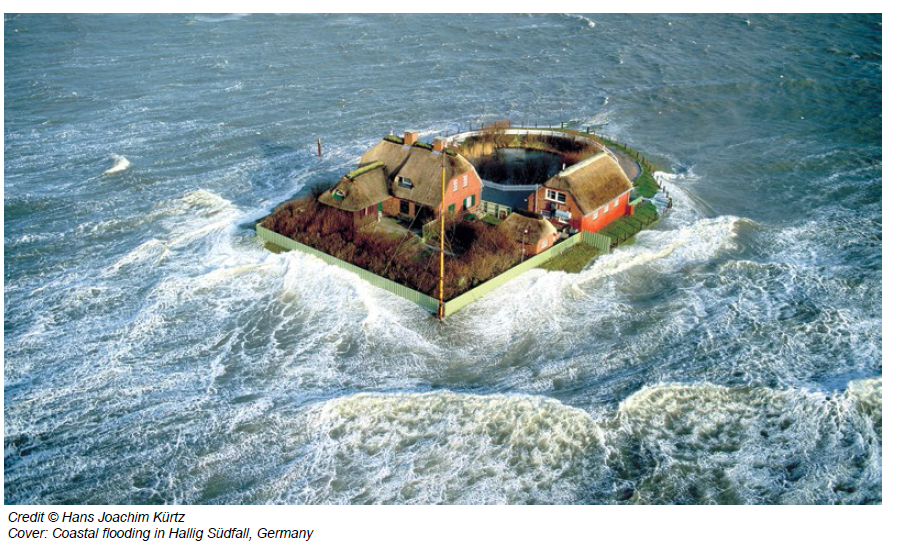 Credit © Hans Joachim Kürtz
Cover: Coastal flooding in Hallig Südfall, Germany